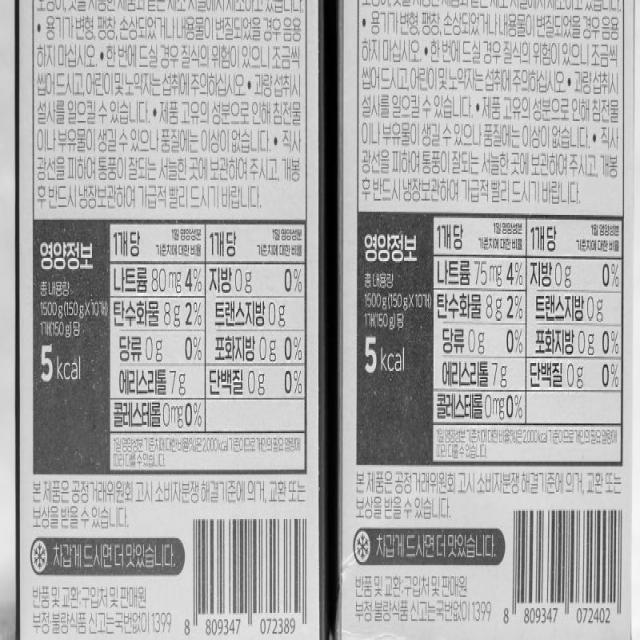 • 용기가 변형, 팽창, 손상되었거나 내용물이 변질되었을 경우 음용
하지 마십시오. • 한 번에 드실 경우 질식의 위험이 있으니 조금씩
씹어 드시고, 어린이 및 노약자는 섭취에 주의하십시오. • 과량 섭취시
설사를 일으킬 수 있습니다. • 제품 고유의 성분으로 인해 침전물
이나 부유물이 생길 수 있으나 품질에는 이상이 없습니다. • 직사
광선을 피하여 통풍이 잘되는 서늘한 곳에 보관하여 주시고, 개봉
후 반드시 냉장보관하여 가급적 빨리 드시기 바랍니다.
영양정보
총 내용량
1500 g (150 g X 10개)
1개(150 g) 당
5 kcal
1개당 1일 영양성분 기준치에 대한 비율 1개당 1일 영양성분 기준치에 대한 비율
나트륨 80 mg 4% 지방 0 g 0%
탄수화물 8 g 2% 트랜스지방 0 g
당류 0 g 0% 포화지방 0 g 0%
에리스리톨 7 g 단백질 0 g 0%
콜레스테롤 0 mg 0%
1일 영양성분 기준치에 대한 비율(%)은 2,000 kcal 기준이므로 개인의 필요 열량에
따라 다를 수 있습니다.
본 제품은 공정거래위원회 고시 소비자분쟁 해결기준에 의거, 교환 또는
보상을 받을 수 있습니다.
차갑게 드시면 더 맛있습니다.
반품 및 교환:구입처 및 판매원
부정·불량식품 신고는 국번없이 1399
8 809347 072389
• 용기가 변형, 팽창, 손상되었거나 내용물이 변질되었을 경우 음용
하지 마십시오. • 한 번에 드실 경우 질식의 위험이 있으니 조금씩
씹어 드시고, 어린이 및 노약자는 섭취에 주의하십시오. • 과량 섭취시
설사를 일으킬 수 있습니다. • 제품 고유의 성분으로 인해 침전물
이나 부유물이 생길 수 있으나 품질에는 이상이 없습니다. • 직사
광선을 피하여 통풍이 잘되는 서늘한 곳에 보관하여 주시고, 개봉
후 반드시 냉장보관하여 가급적 빨리 드시기 바랍니다.
영양정보
총 내용량
1500 g (150 g X 10개)
1개(150 g) 당
5 kcal
1개당 1일 영양성분 기준치에 대한 비율 1개당 1일 영양성분 기준치에 대한 비율
나트륨 75 mg 4% 지방 0 g 0%
탄수화물 8 g 2% 트랜스지방 0 g
당류 0 g 0% 포화지방 0 g 0%
에리스리톨 7 g 단백질 0 g 0%
콜레스테롤 0 mg 0%
1일 영양성분 기준치에 대한 비율(%)은 2,000 kcal 기준이므로 개인의 필요 열량에
따라 다를 수 있습니다.
본 제품은 공정거래위원회 고시 소비자분쟁 해결기준에 의거, 교환 또는
보상을 받을 수 있습니다.
차갑게 드시면 더 맛있습니다.
반품 및 교환:구입처 및 판매원
부정·불량식품 신고는 국번없이 1399
8 809347 072402